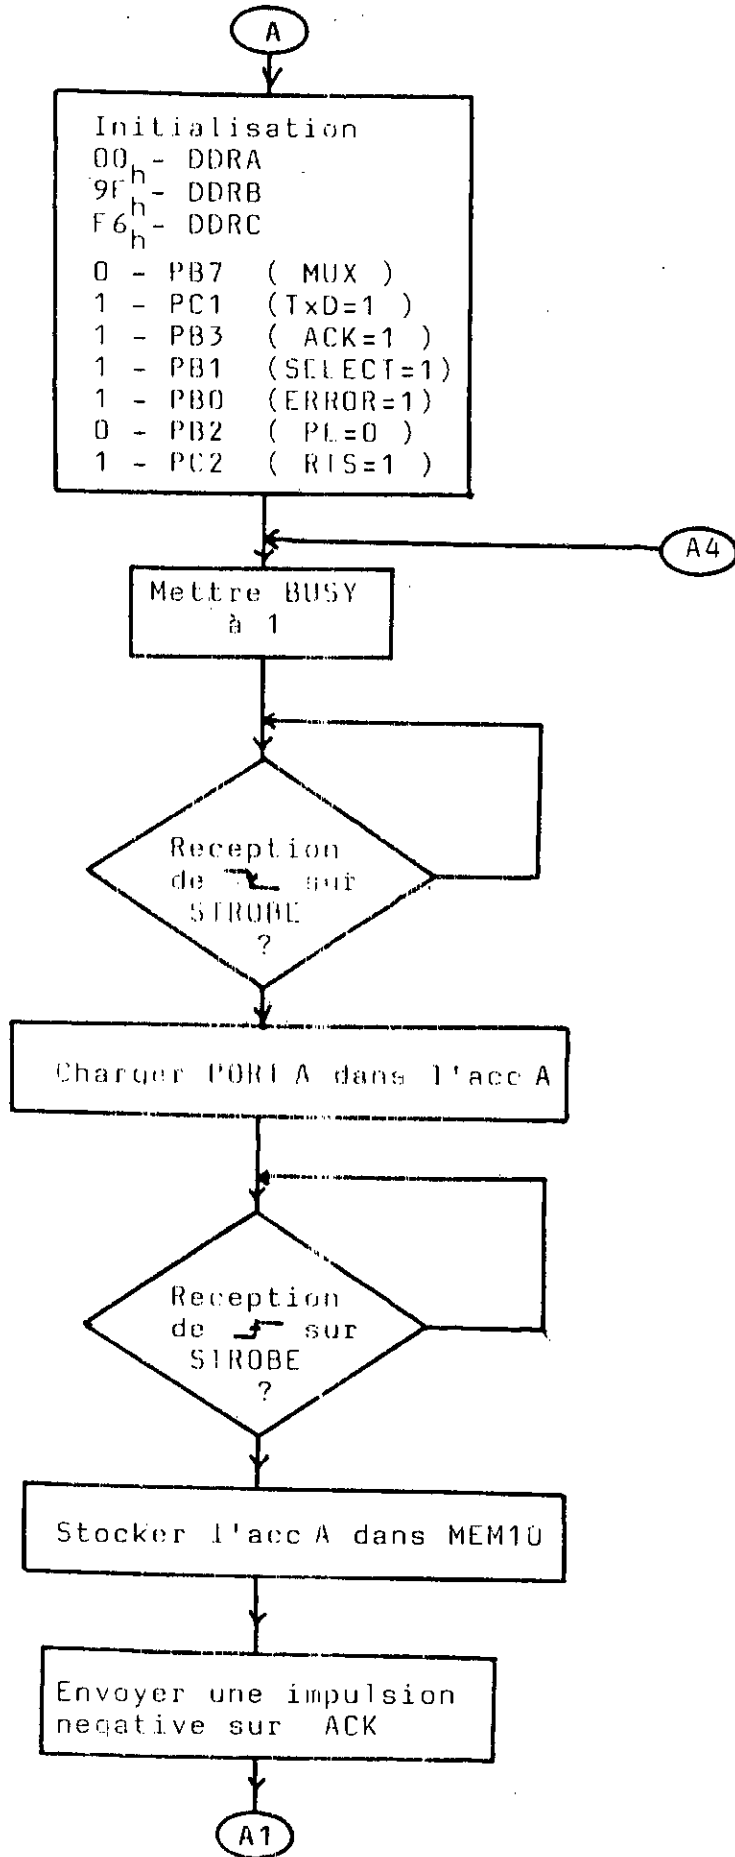 A
Initialisation
00h - DDRA
9Fh - DDRB
F6h - DDRC
0 - PB7 ( MUX )
1 - PC1 (TxD=1 )
1 - PB3 ( ACK=1 )
1 - PB1 (SELECT=1)
1 - PB0 (ERROR=1)
0 - PB2 ( PL=0 )
1 - PC2 ( RTS=1 )
A4
Mettre BUSY
à 1
Reception
de sur
STROBE
?
Charger PORT A dans l'acc A
Reception
de sur
STROBE
?
Stocker l'acc A dans MEM10
Envoyer une impulsion
negative sur ACK
A1